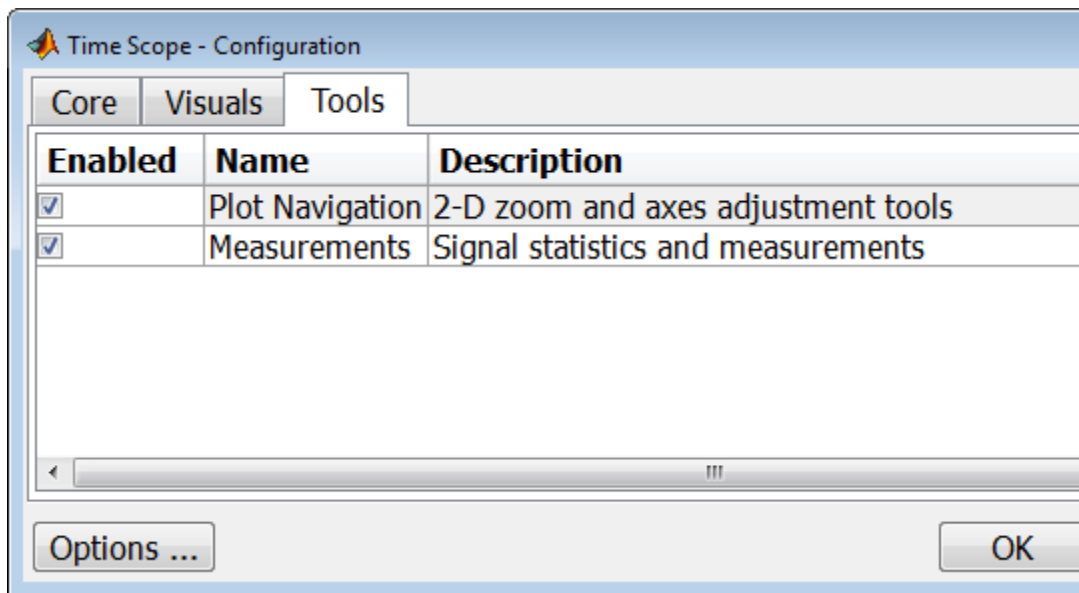 Time Scope - Configuration
Core Visuals Tools
Enabled Name Description
Plot Navigation 2-D zoom and axes adjustment tools
Measurements Signal statistics and measurements
Options ... OK